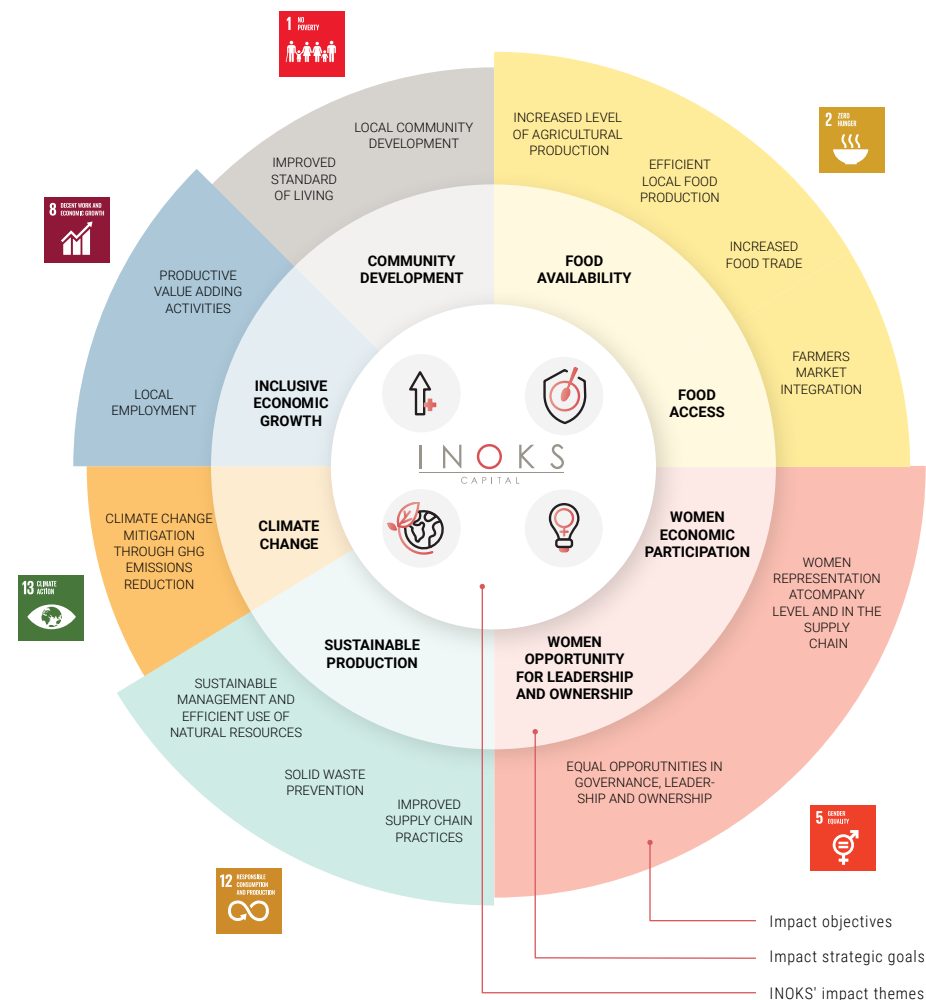 1 NO
POVERTY
INCREASED LEVEL
OF AGRICULTURAL
PRODUCTION
2 ZERO
HUNGER
LOCAL COMMUNITY
DEVELOPMENT
IMPROVED
STANDARD
OF LIVING
EFFICIENT
LOCAL FOOD
PRODUCTION
8 DECENT WORK AND
ECONOMIC GROWTH
INCREASED
FOOD TRADE
COMMUNITY
DEVELOPMENT
FOOD
AVAILABILITY
PRODUCTIVE
VALUE ADDING
ACTIVITIES
FARMERS
MARKET
INTEGRATION
LOCAL
EMPLOYMENT
INCLUSIVE
ECONOMIC
GROWTH
FOOD
ACCESS
INOKS
CAPITAL
CLIMATE CHANGE
MITIGATION
THROUGH GHG
EMISSIONS
REDUCTION
CLIMATE
CHANGE
WOMEN
ECONOMIC
PARTICIPATION
WOMEN
REPRESENTATION
ATCOMPANY
LEVEL AND IN THE
SUPPLY
CHAIN
13 CLIMATE
ACTION
SUSTAINABLE
PRODUCTION
WOMEN
OPPORTUNITY
FOR LEADERSHIP
AND OWNERSHIP
SUSTAINABLE
MANAGEMENT AND
EFFICIENT USE OF
NATURAL RESOURCES
SOLID WASTE
PREVENTION
IMPROVED
SUPPLY CHAIN
PRACTICES
EQUAL OPPORUTNITIES IN
GOVERNANCE, LEADER-
SHIP AND OWNERSHIP
5 GENDER
EQUALITY
12 RESPONSIBLE
CONSUMPTION
AND PRODUCTION
Impact objectives
Impact strategic goals
INOKS' impact themes